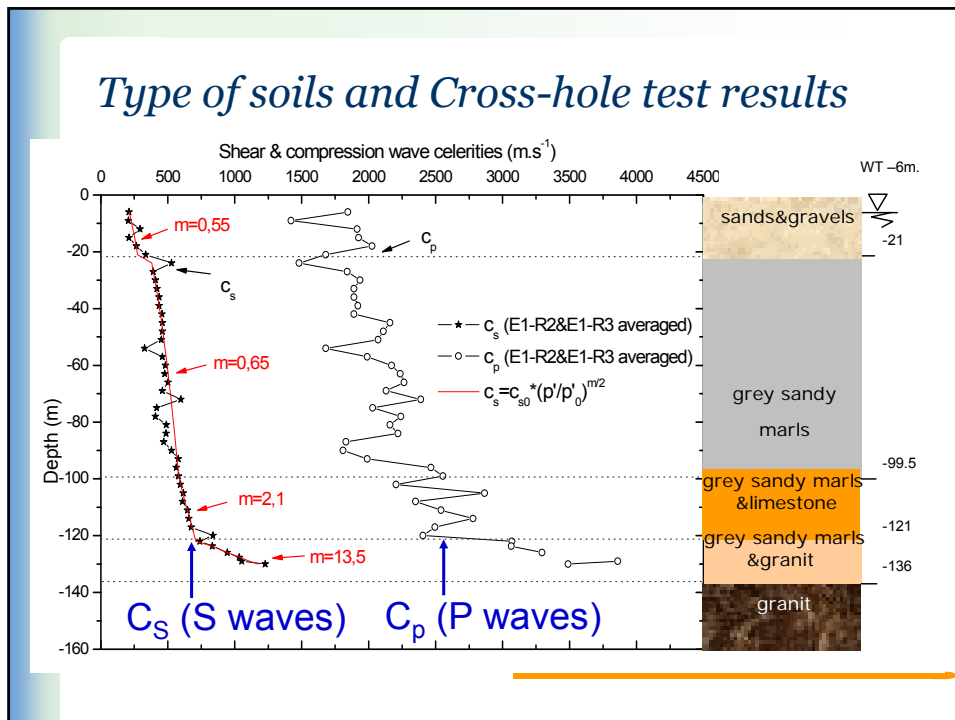 Type of soils and Cross-hole test results
Shear & compression wave celerities (m.s-1)
0 500 1000 1500 2000 2500 3000 3500 4000 4500
WT –6m.
Depth (m)
0
-20
-40
-60
-80
-100
-120
-140
-160
m=0,55
cp
cs
cs (E1-R2&E1-R3 averaged)
cp (E1-R2&E1-R3 averaged)
cs=cs0*(p'/p'0)m/2
m=0,65
m=2,1
m=13,5
CS (S waves)
Cp (P waves)
sands&gravels
-21
grey sandy
marls
-99.5
grey sandy marls
&limestone
-121
grey sandy marls
&granit
-136
granit